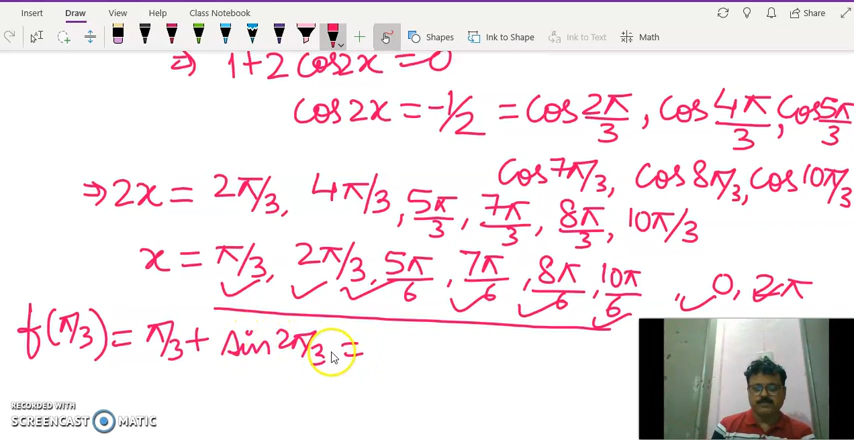 Insert Draw View Help Class Notebook Share
Shapes Ink to Shape Ink to Text Math
⇒ 1+2 cos2x = 0
cos 2x = -1/2 = cos 2π/3, cos 4π/3, cos 5π/3
cos 7π/3, cos 8π/3, cos 10π/3
⇒ 2x = 2π/3, 4π/3, 5π/3, 7π/3, 8π/3, 10π/3
x = π/3, 2π/3, 5π/6, 7π/6, 8π/6, 10π/6, 0, 2π
f(π/3) = π/3 + sin 2π/3 =
RECORDED WITH
SCREENCAST MATIC